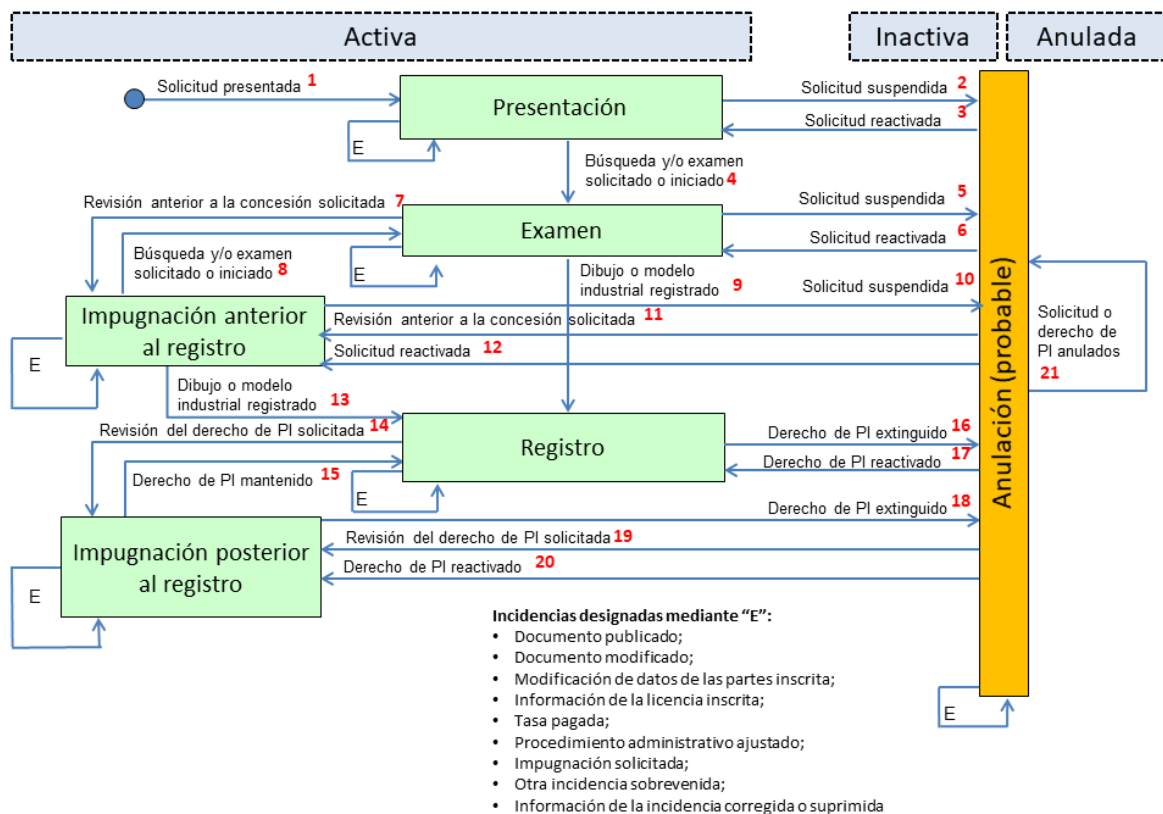 Activa
Inactiva
Anulada
Solicitud presentada 1
Presentación
Solicitud suspendida 2
Solicitud reactivada 3
E
Búsqueda y/o examen
solicitado o iniciado 4
Revisión anterior a la concesión solicitada 7
Solicitud suspendida 5
Examen
Solicitud reactivada 6
Búsqueda y/o examen
solicitado o iniciado 8
E
Dibujo o modelo
industrial registrado 9
Solicitud suspendida 10
Impugnación anterior
al registro
Revisión anterior a la concesión solicitada 11
Solicitud reactivada 12
E
Anulación (probable)
Solicitud o
derecho de
PI anulados
21
Dibujo o modelo
industrial registrado 13
Revisión del derecho de PI solicitada 14
Registro
Derecho de PI extinguido 16
Derecho de PI reactivado 17
Derecho de PI mantenido 15
E
Derecho de PI extinguido 18
Impugnación posterior
al registro
Revisión del derecho de PI solicitada 19
Derecho de PI reactivado 20
E
Incidencias designadas mediante “E”:
• Documento publicado;
• Documento modificado;
• Modificación de datos de las partes inscrita;
• Información de la licencia inscrita;
• Tasa pagada;
• Procedimiento administrativo ajustado;
• Impugnación solicitada;
• Otra incidencia sobrevenida;
• Información de la incidencia corregida o suprimida
E